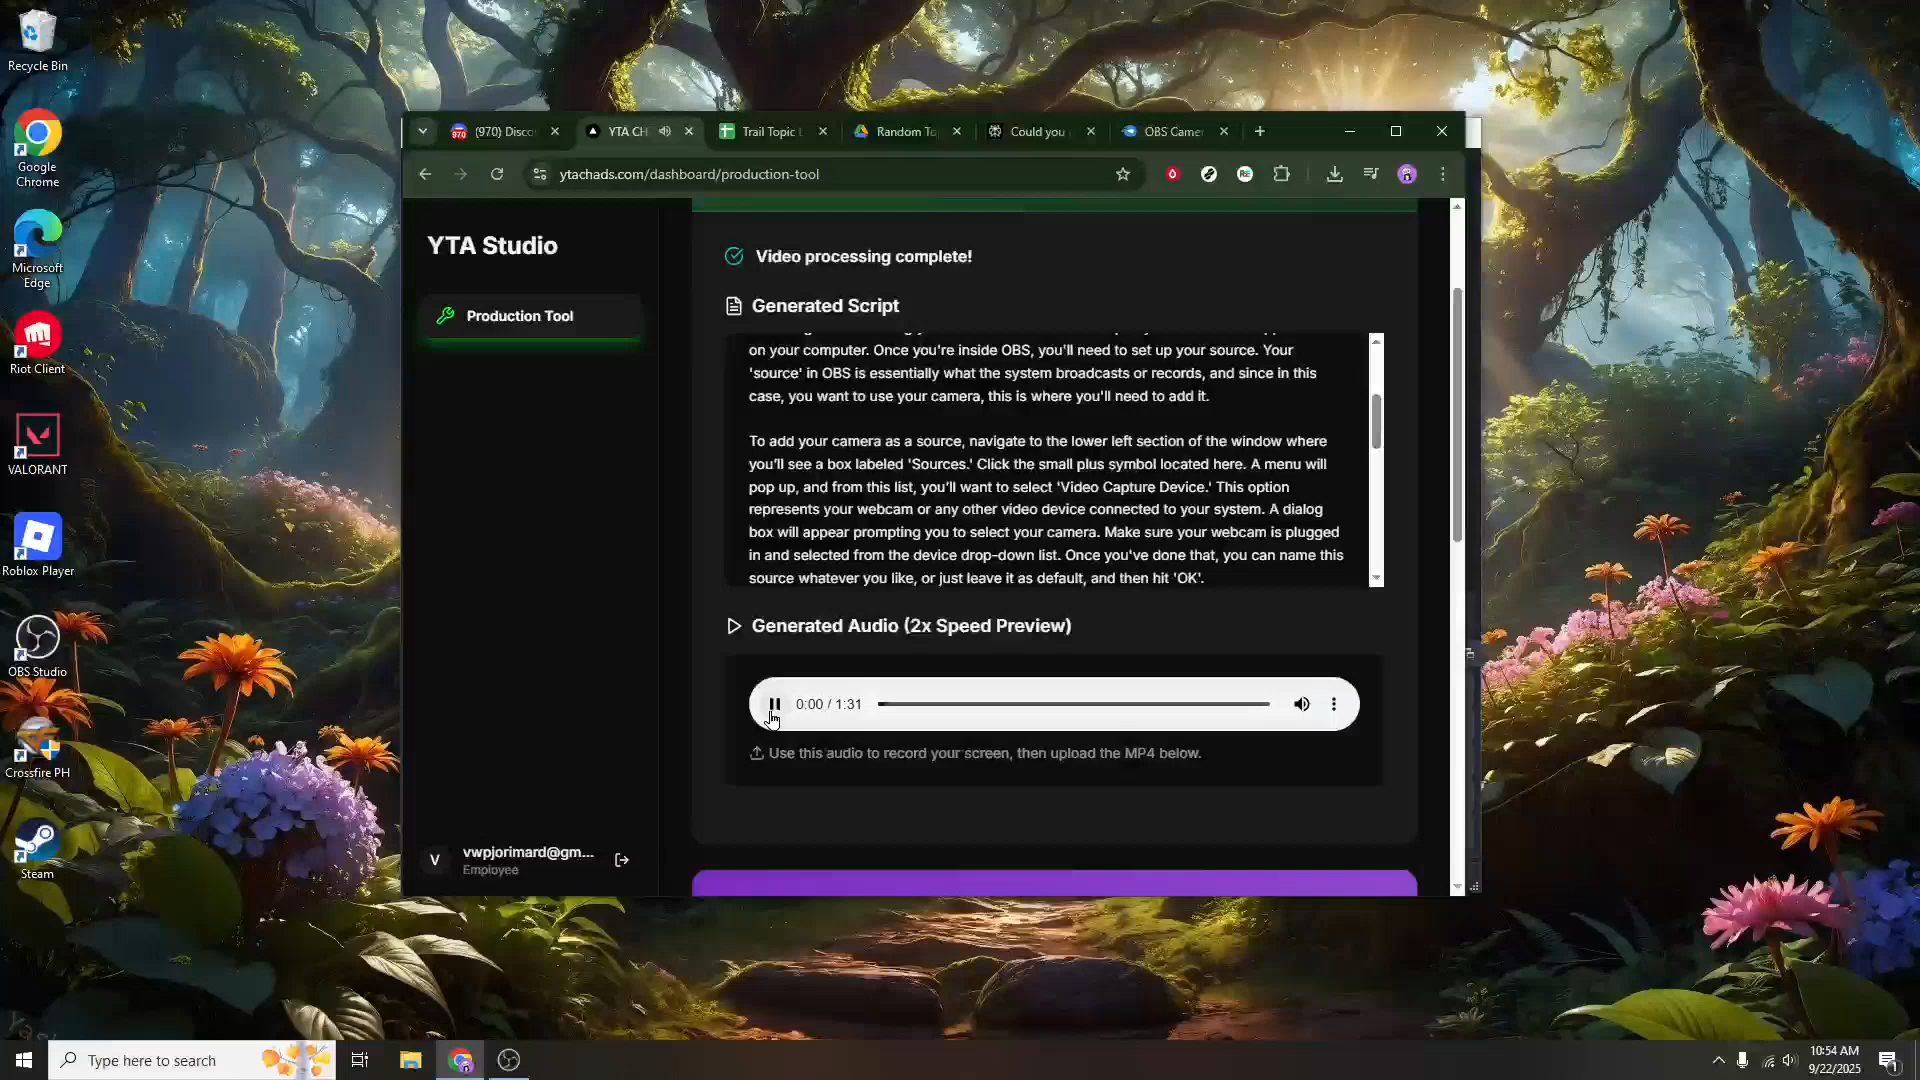 Recycle Bin
Google
Chrome
Microsoft
Edge
Riot Client
VALORANT
Roblox Player
OBS Studio
Crossfire PH
Steam
(970) Disco
YTA CH
Trail Topic
Random To
Could you
OBS Camer
ytachads.com/dashboard/production-tool
YTA Studio
Production Tool
vwpjorimard@gm...
Employee
V
Video processing complete!
Generated Script
on your computer. Once you're inside OBS, you'll need to set up your source. Your
'source' in OBS is essentially what the system broadcasts or records, and since in this
case, you want to use your camera, this is where you'll need to add it.
To add your camera as a source, navigate to the lower left section of the window where
you'll see a box labeled 'Sources.' Click the small plus symbol located here. A menu will
pop up, and from this list, you'll want to select 'Video Capture Device.' This option
represents your webcam or any other video device connected to your system. A dialog
box will appear prompting you to select your camera. Make sure your webcam is plugged
in and selected from the device drop-down list. Once you've done that, you can name this
source whatever you like, or just leave it as default, and then hit 'OK'.
Generated Audio (2x Speed Preview)
0:00 / 1:31
Use this audio to record your screen, then upload the MP4 below.
Type here to search
10:54 AM
9/22/2025